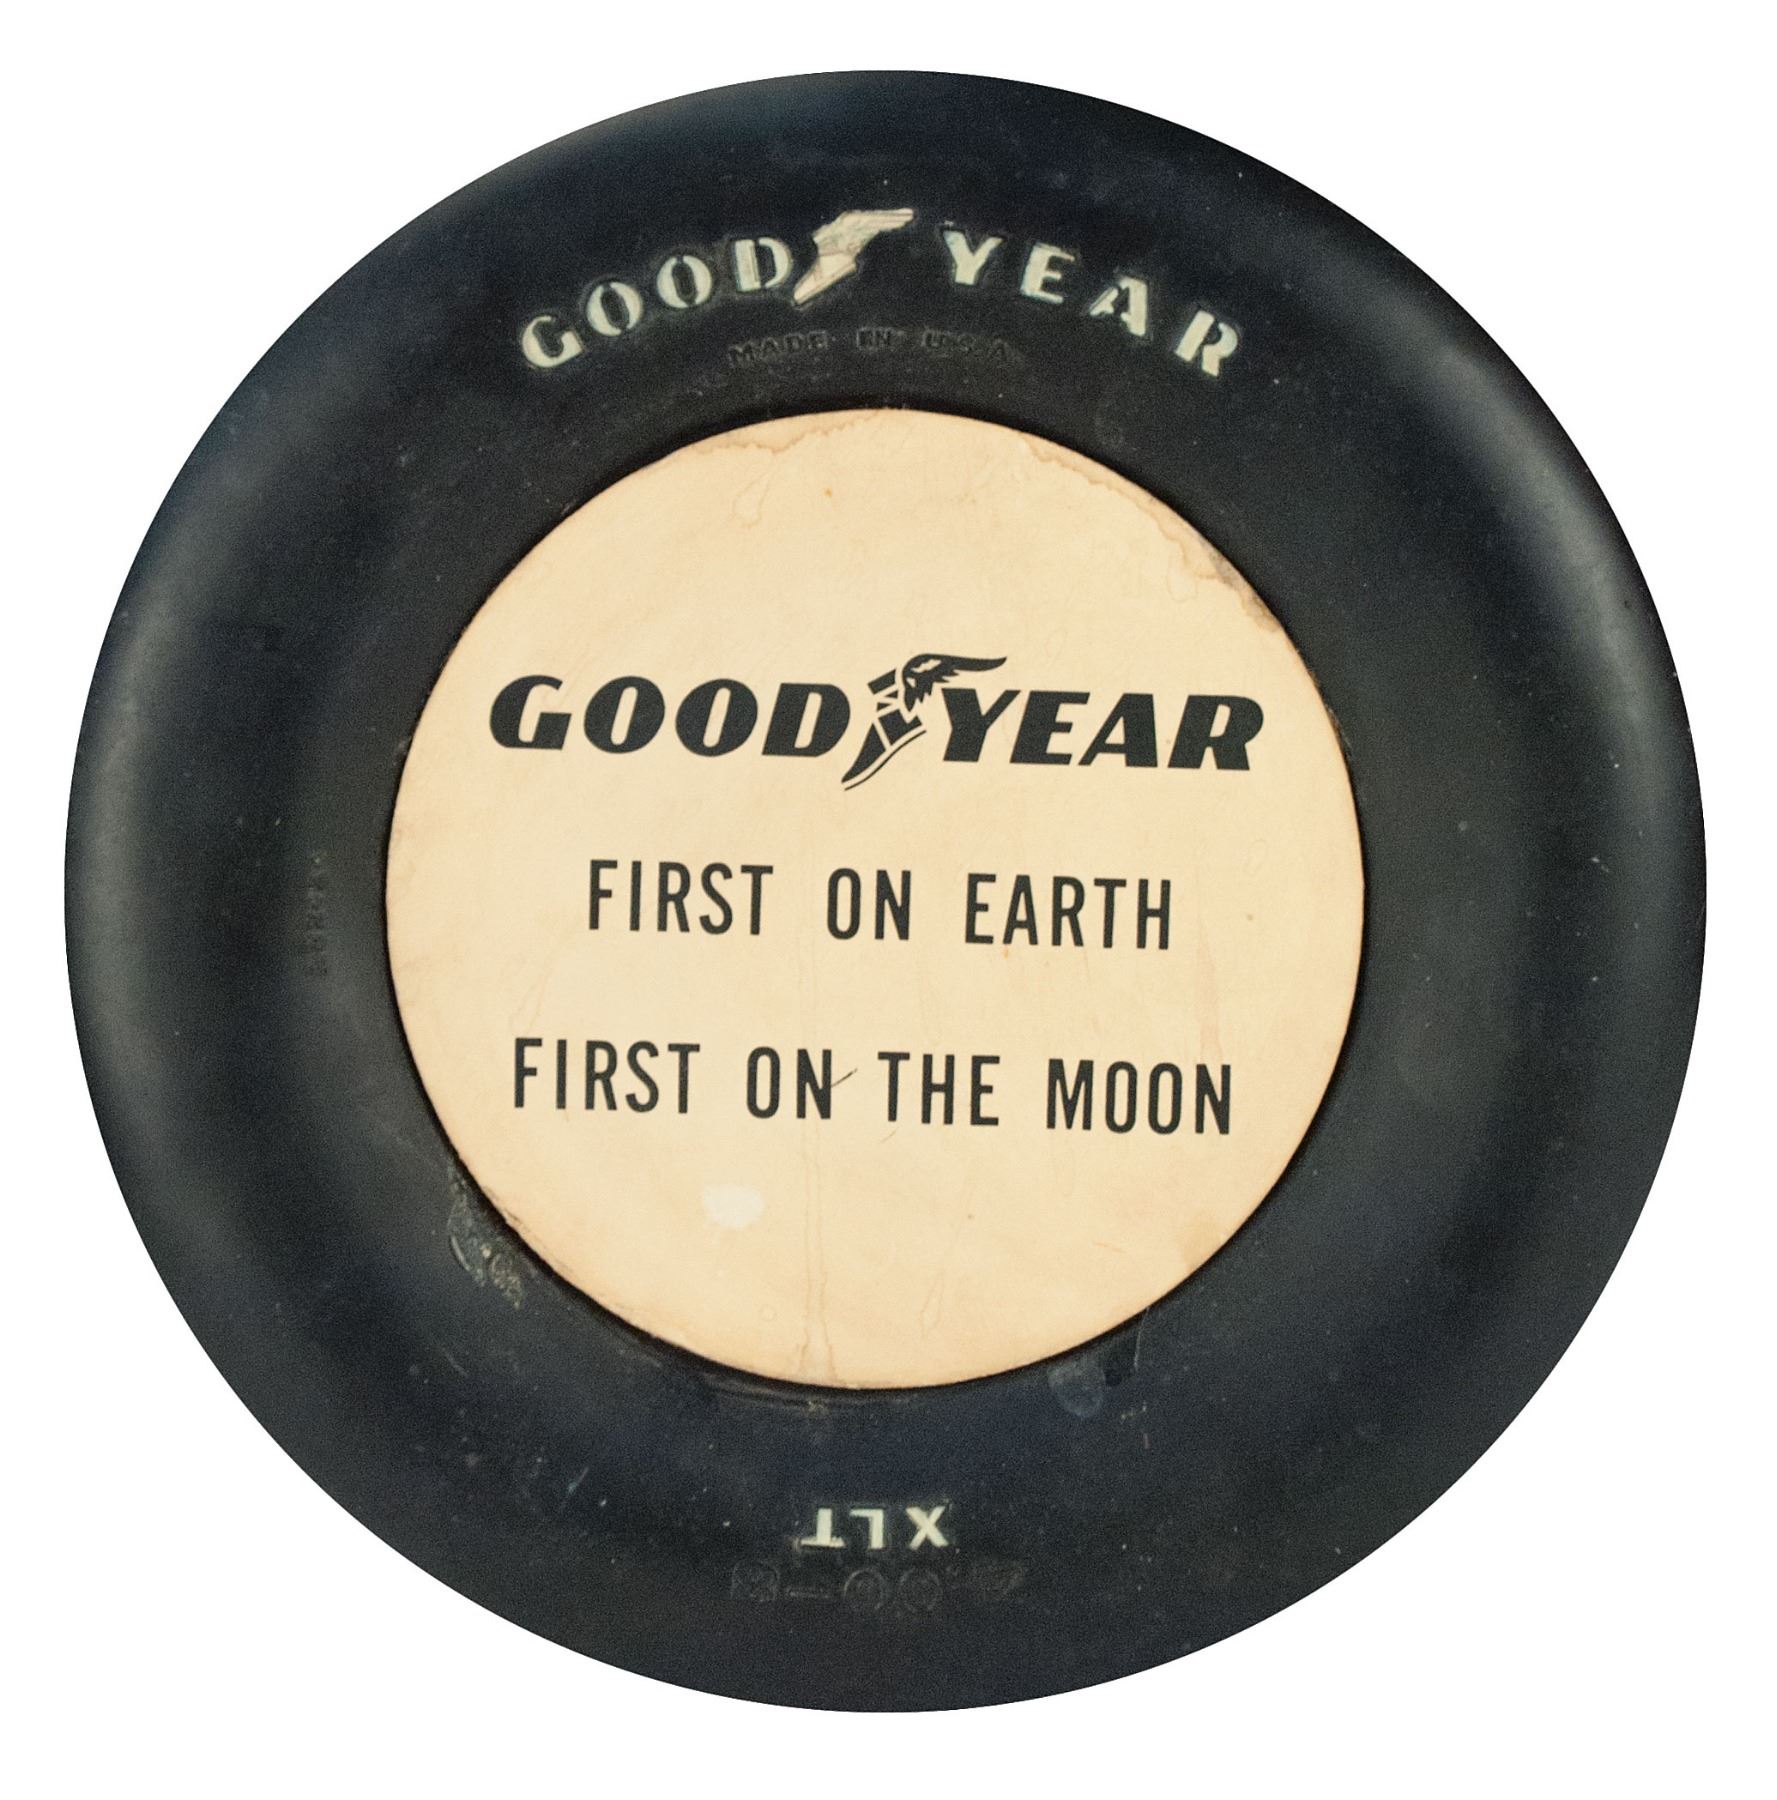 GOODYEAR
MADE IN U.S.A.
GOODYEAR
FIRST ON EARTH
FIRST ON THE MOON
XLT